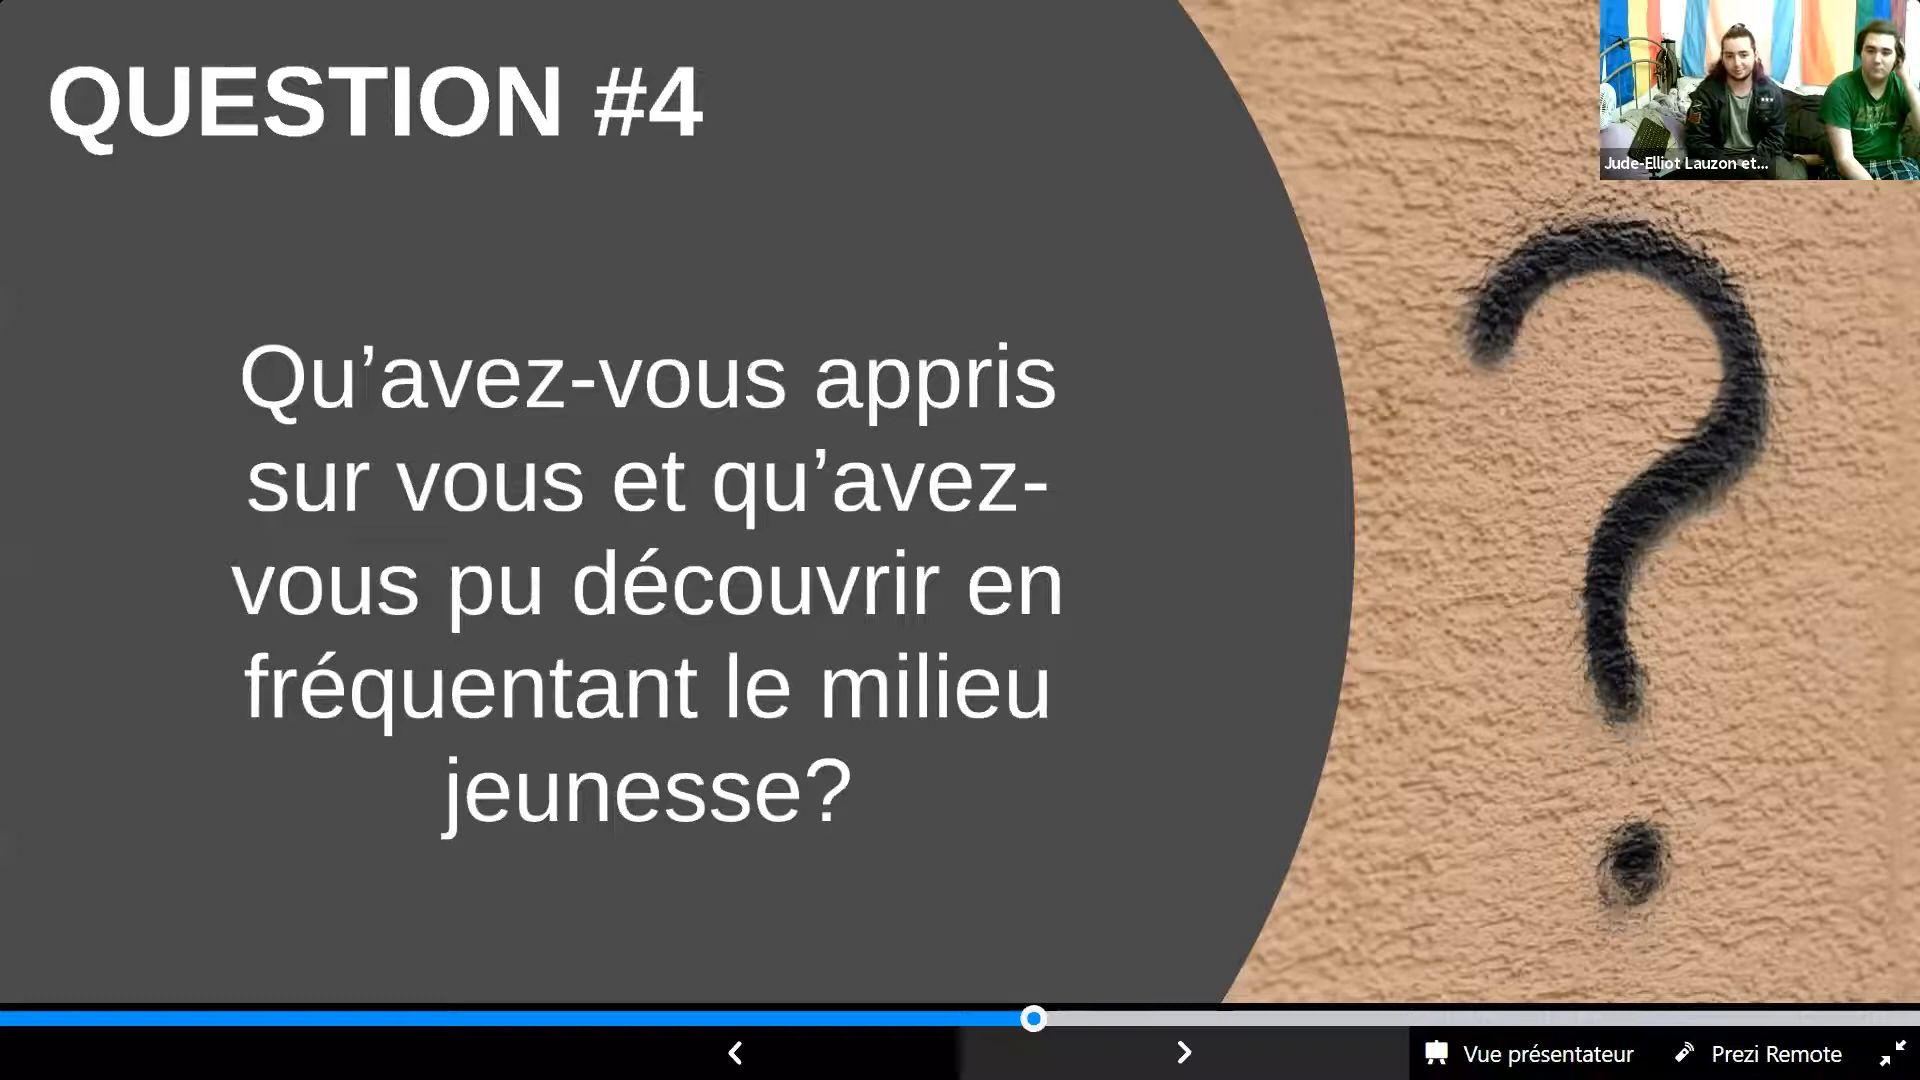 QUESTION #4
Jude-Elliot Lauzon et...
Qu’avez-vous appris
sur vous et qu’avez-
vous pu découvrir en
fréquentant le milieu
jeunesse?
Vue présentateur
Prezi Remote